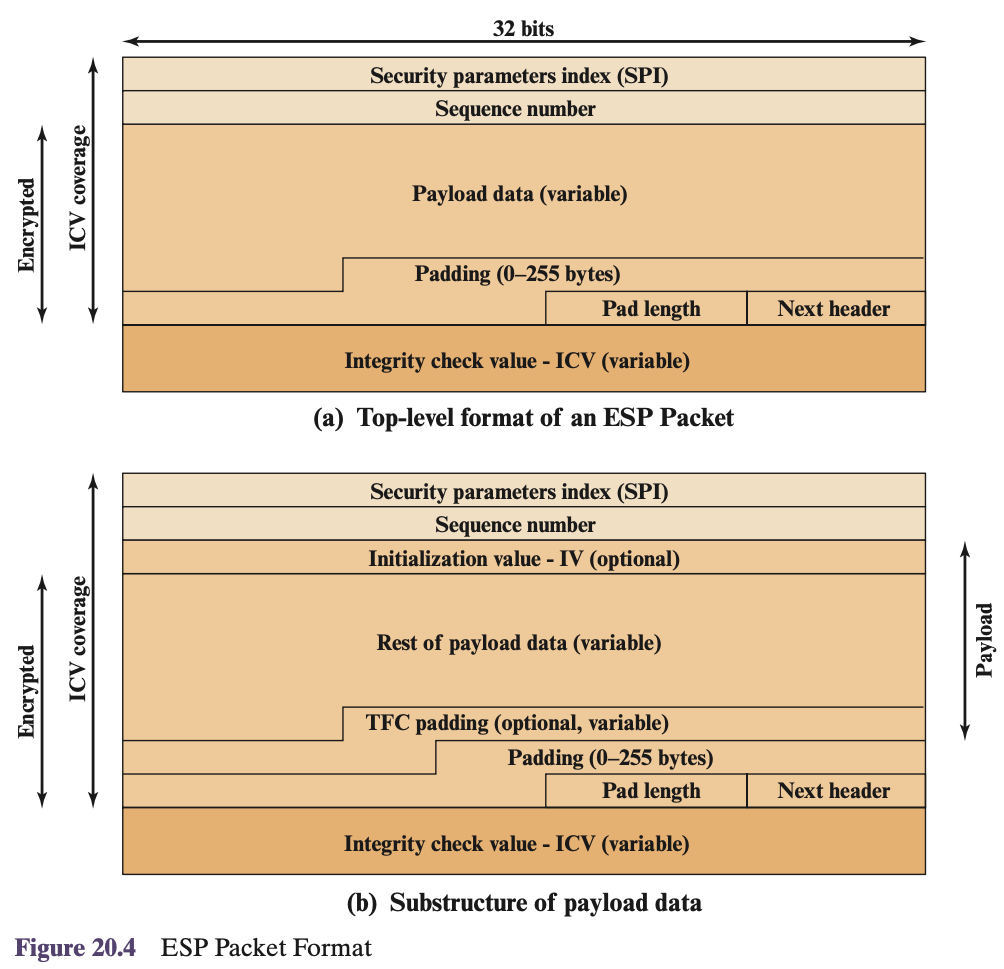 32 bits
Security parameters index (SPI)
Sequence number
Payload data (variable)
Padding (0–255 bytes)
Pad length
Next header
Integrity check value - ICV (variable)
Encrypted
ICV coverage
(a) Top-level format of an ESP Packet
Security parameters index (SPI)
Sequence number
Initialization value - IV (optional)
Rest of payload data (variable)
TFC padding (optional, variable)
Padding (0–255 bytes)
Pad length
Next header
Integrity check value - ICV (variable)
Encrypted
ICV coverage
Payload
(b) Substructure of payload data
Figure 20.4 ESP Packet Format